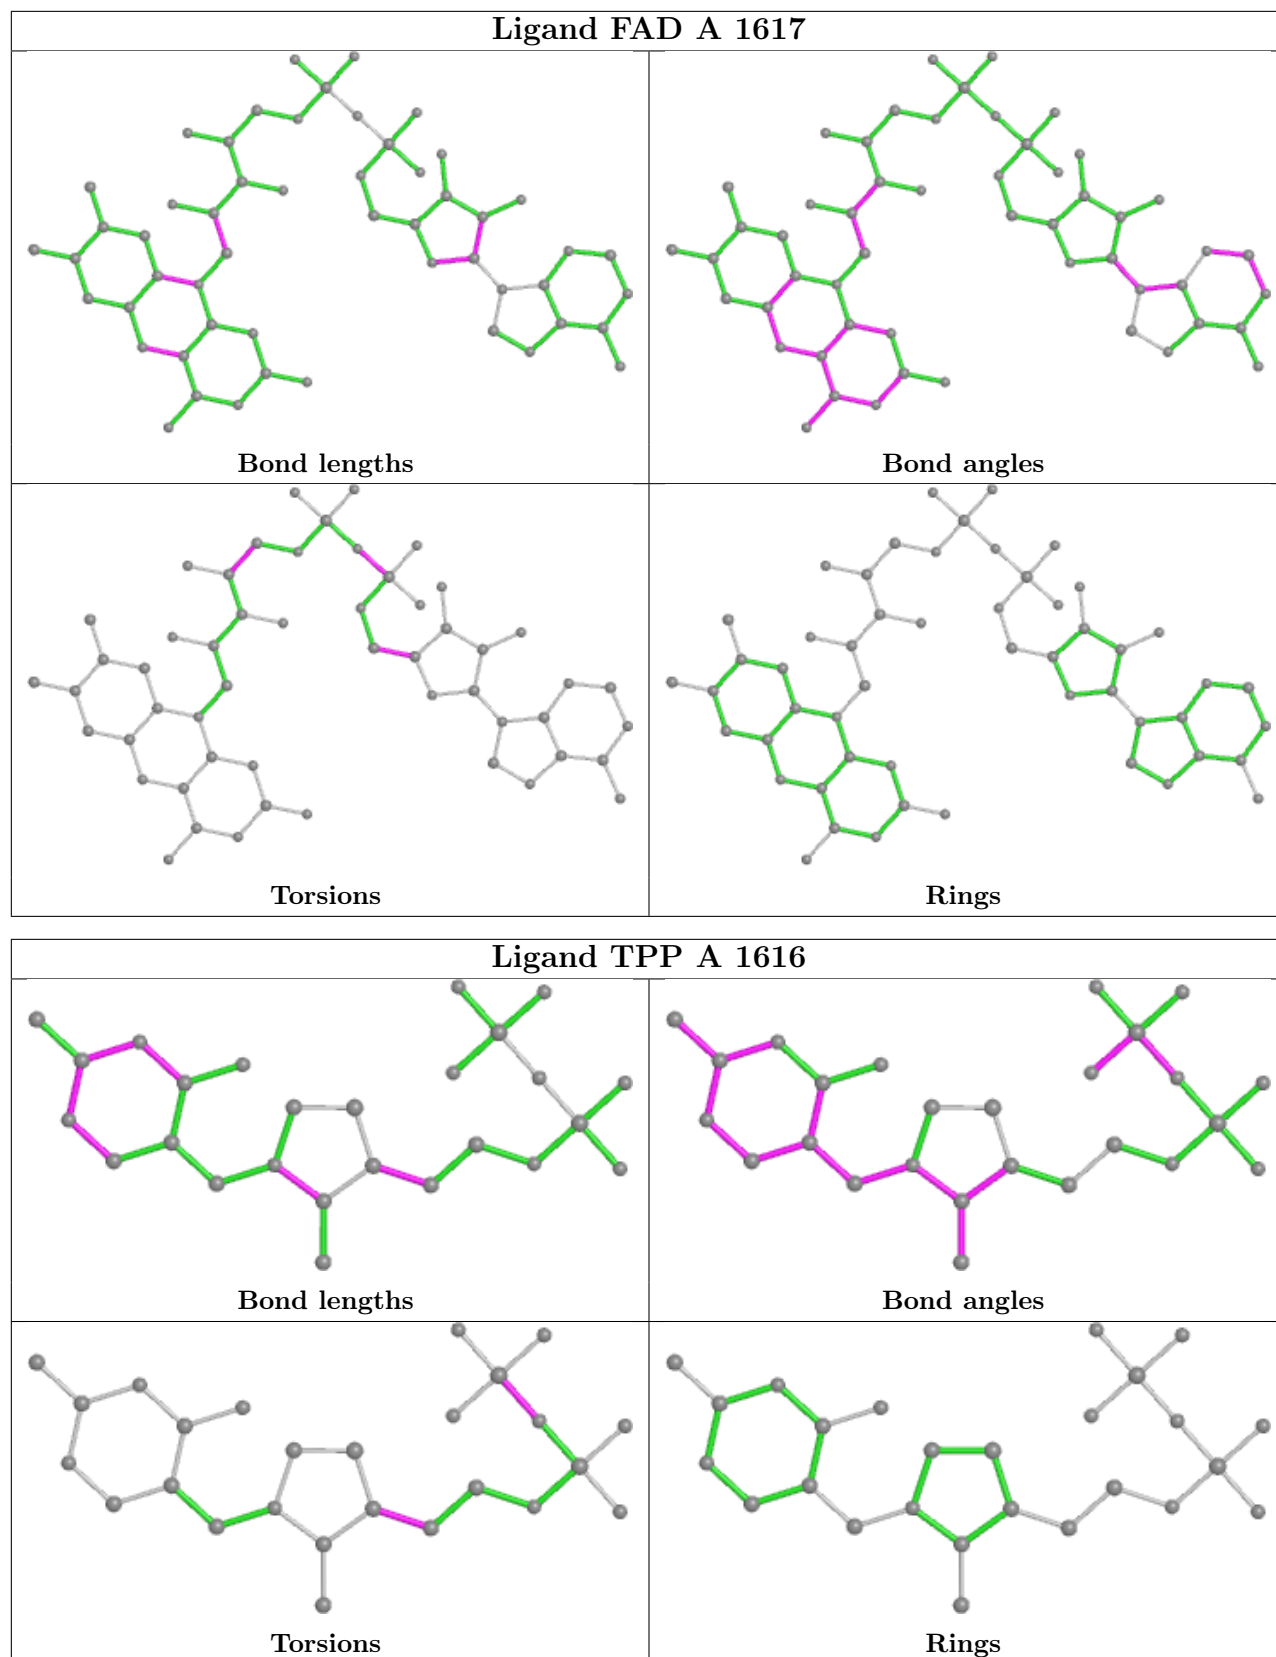 Ligand FAD A 1617
Bond lengths
Bond angles
Torsions
Rings
Ligand TPP A 1616
Bond lengths
Bond angles
Torsions
Rings